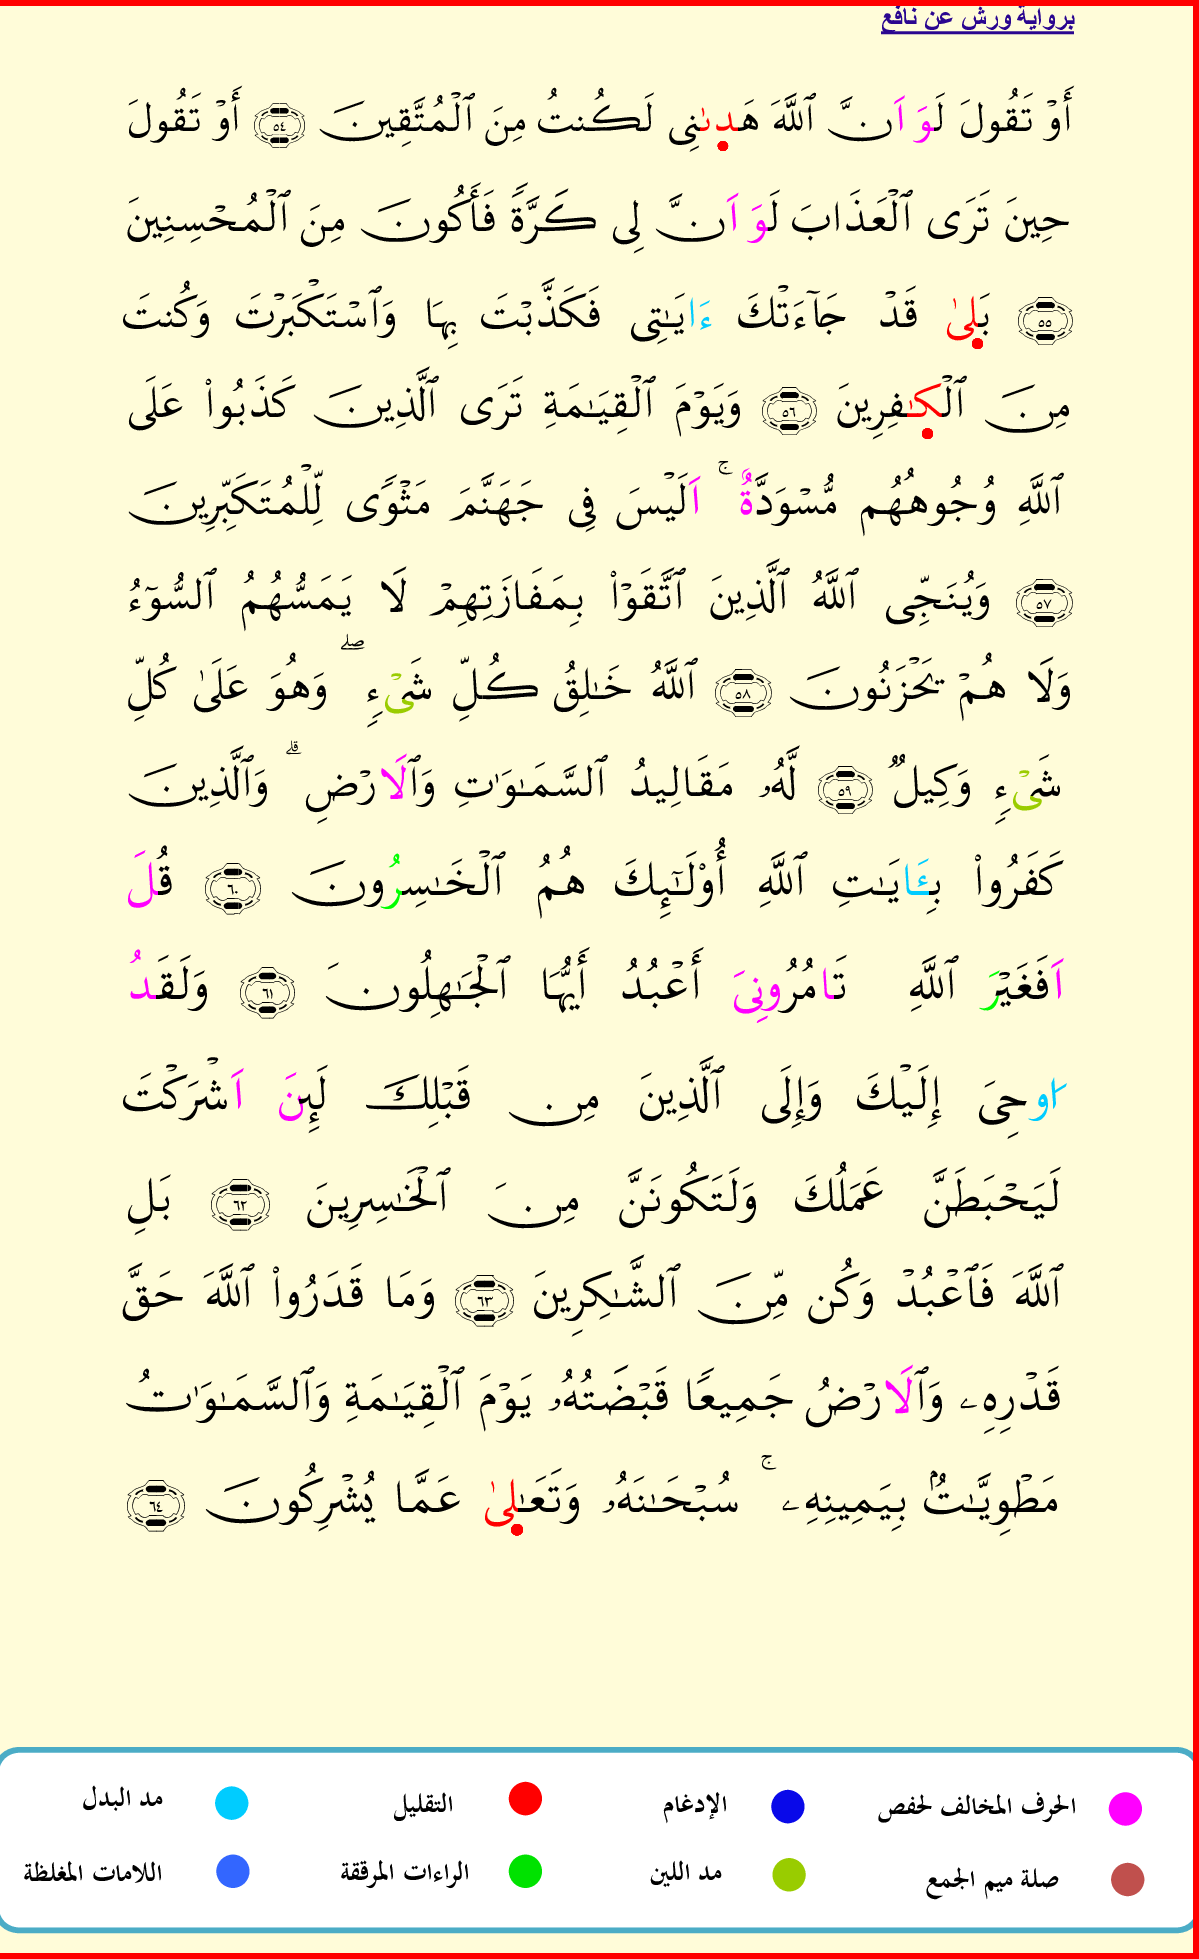 برواية ورش عن نافع
أَوْ تَقُولَ لَوَ اَنَّ ٱللَّهَ هَدىٰنِى لَكُنتُ مِنَ ٱلْمُتَّقِينَ ٥٤ أَوْ تَقُولَ
حِينَ تَرَى ٱلْعَذَابَ لَوَ اَنَّ لِى كَرَّةً فَأَكُونَ مِنَ ٱلْمُحْسِنِينَ
٥٥ بَلىٰ قَدْ جَآءَتْكَ ءَايَٰتِى فَكَذَّبْتَ بِهَا وَٱسْتَكْبَرْتَ وَكُنتَ
مِنَ ٱلْكٰفِرِينَ ٥٦ وَيَوْمَ ٱلْقِيَٰمَةِ تَرَى ٱلَّذِينَ كَذَبُوا۟ عَلَى
ٱللَّهِ وُجُوهُهُم مُّسْوَدَّةٌ ۚ اَلَيْسَ فِى جَهَنَّمَ مَثْوًى لِّلْمُتَكَبِّرِينَ
٥٧ وَيُنَجِّى ٱللَّهُ ٱلَّذِينَ ٱتَّقَوْا۟ بِمَفَازَتِهِمْ لَا يَمَسُّهُمُ ٱلسُّوٓءُ
وَلَا هُمْ يَحْزَنُونَ ٥٨ ٱللَّهُ خَٰلِقُ كُلِّ شَىْءٍ ۖ وَهُوَ عَلَىٰ كُلِّ
شَىْءٍ وَكِيلٌ ٥٩ لَّهُۥ مَقَالِيدُ ٱلسَّمَٰوَٰتِ وَٱلَارْضِ ۗ وَٱلَّذِينَ
كَفَرُوا۟ بِـَٔايَٰتِ ٱللَّهِ أُو۟لَٰٓئِكَ هُمُ ٱلْخَٰسِرُونَ ٦٠ قُلَ
اَفَغَيْرَ ٱللَّهِ تَامُرُونِىَ أَعْبُدُ أَيُّهَا ٱلْجَٰهِلُونَ ٦١ وَلَقَدُ
اوحِىَ إِلَيْكَ وَإِلَى ٱلَّذِينَ مِن قَبْلِكَ لَئِنَ اَشْرَكْتَ
لَيَحْبَطَنَّ عَمَلُكَ وَلَتَكُونَنَّ مِنَ ٱلْخَٰسِرِينَ ٦٢ بَلِ
ٱللَّهَ فَٱعْبُدْ وَكُن مِّنَ ٱلشَّٰكِرِينَ ٦٣ وَمَا قَدَرُوا۟ ٱللَّهَ حَقَّ
قَدْرِهِۦ وَٱلَارْضُ جَمِيعًا قَبْضَتُهُۥ يَوْمَ ٱلْقِيَٰمَةِ وَٱلسَّمَٰوَٰتُ
مَطْوِيَّٰتٌۢ بِيَمِينِهِۦ ۚ سُبْحَٰنَهُۥ وَتَعَٰلىٰ عَمَّا يُشْرِكُونَ ٦٤
الحرف المخالف لحفص الإدغام التقليل مد البدل
صلة ميم الجمع مد اللين الراءات المرققة اللامات المغلظة